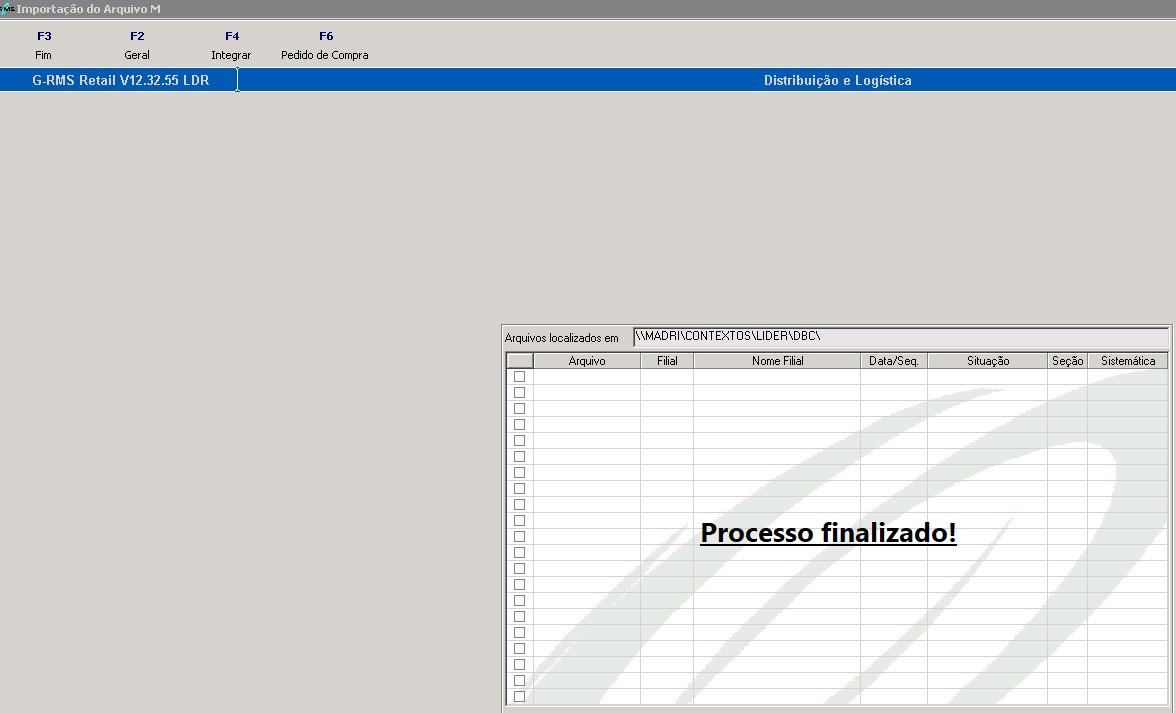 RMS Importação do Arquivo M
F3 F2 F4 F6
Fim Geral Integrar Pedido de Compra
G-RMS Retail V12.32.55 LDR Distribuição e Logística
Arquivos localizados em \\MADRI\CONTEXTOS\LIDER\DBC\
Arquivo Filial Nome Filial Data/Seq. Situação Seção Sistemática
Processo finalizado!